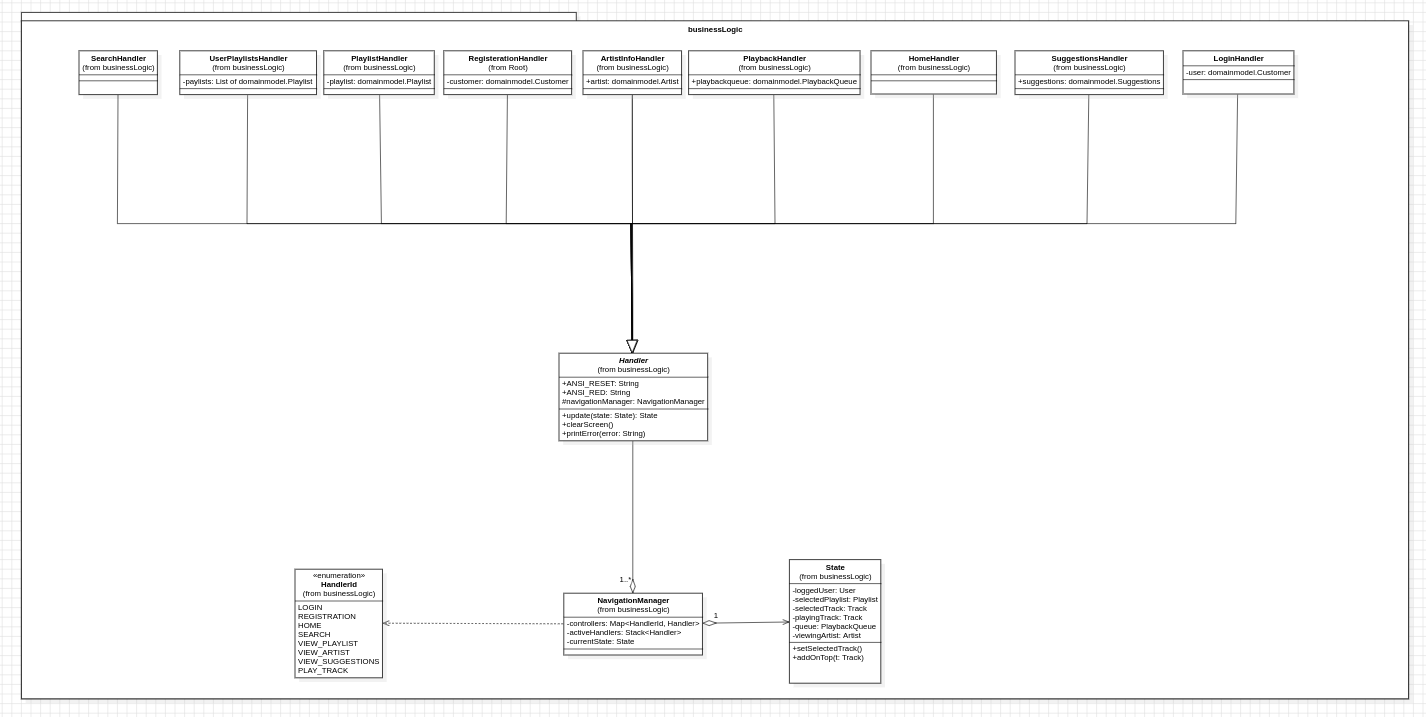 businessLogic
SearchHandler
(from businessLogic)
UserPlaylistsHandler
(from businessLogic)
-paylists: List of domainmodel.Playlist
PlaylistHandler
(from businessLogic)
-playlist: domainmodel.Playlist
RegisterationHandler
(from Root)
-customer: domainmodel.Customer
ArtistInfoHandler
(from businessLogic)
+artist: domainmodel.Artist
PlaybackHandler
(from businessLogic)
+playbackqueue: domainmodel.PlaybackQueue
HomeHandler
(from businessLogic)
SuggestionsHandler
(from businessLogic)
+suggestions: domainmodel.Suggestions
LoginHandler
-user: domainmodel.Customer
Handler
(from businessLogic)
+ANSI_RESET: String
+ANSI_RED: String
#navigationManager: NavigationManager
+update(state: State): State
+clearScreen()
+printError(error: String)
«enumeration»
HandlerId
(from businessLogic)
LOGIN
REGISTRATION
HOME
SEARCH
VIEW_PLAYLIST
VIEW_ARTIST
VIEW_SUGGESTIONS
PLAY_TRACK
1..*
NavigationManager
(from businessLogic)
-controllers: Map<HandlerId, Handler>
-activeHandlers: Stack<Handler>
-currentState: State
1
State
(from businessLogic)
-loggedUser: User
-selectedPlaylist: Playlist
-selectedTrack: Track
-playingTrack: Track
-queue: PlaybackQueue
-viewingArtist: Artist
+setSelectedTrack()
+addOnTop(t: Track)